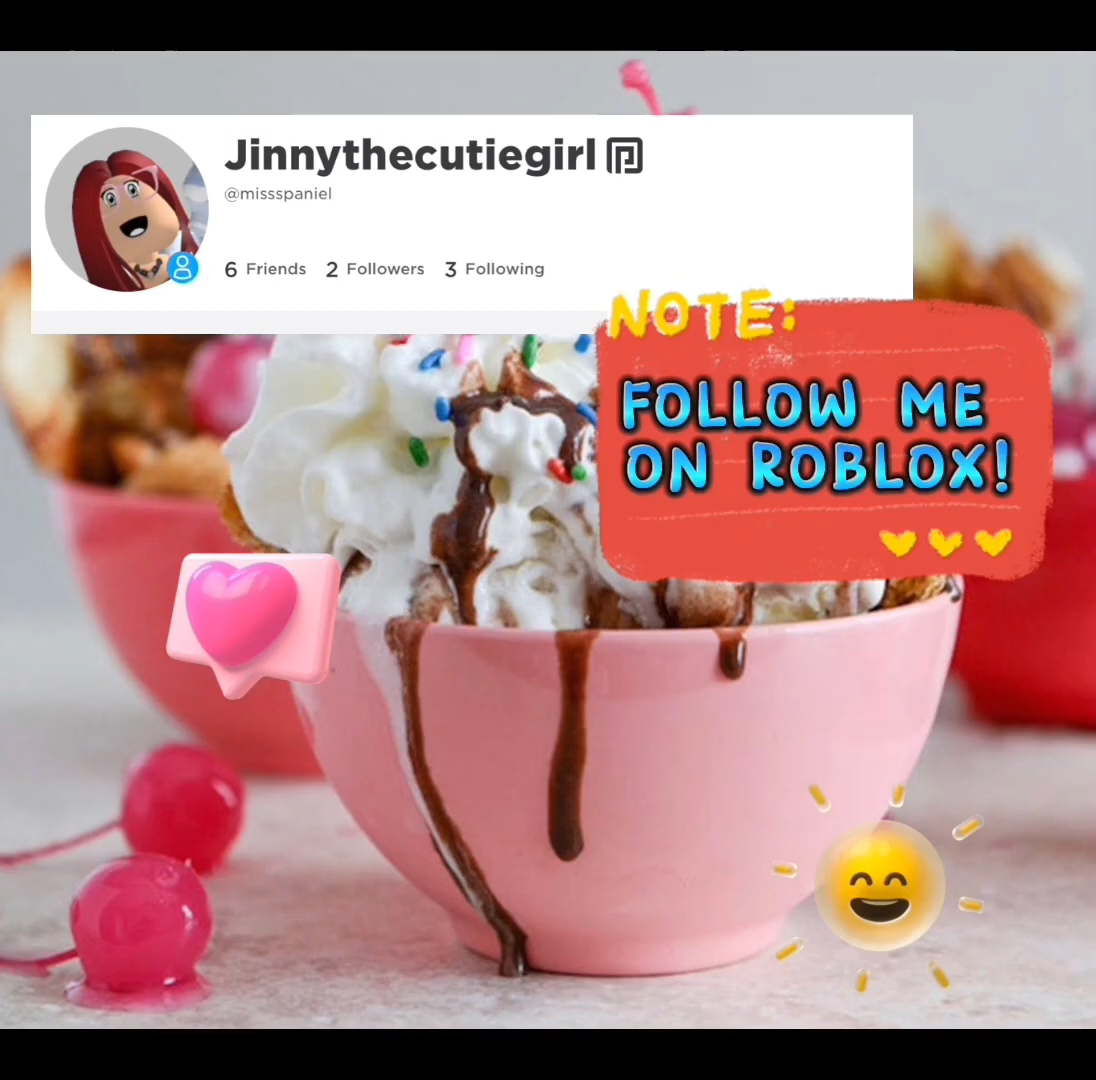 Jinnythecutiegirl
@missspaniel
6 Friends 2 Followers 3 Following
NOTE:
FOLLOW ME
ON ROBLOX!